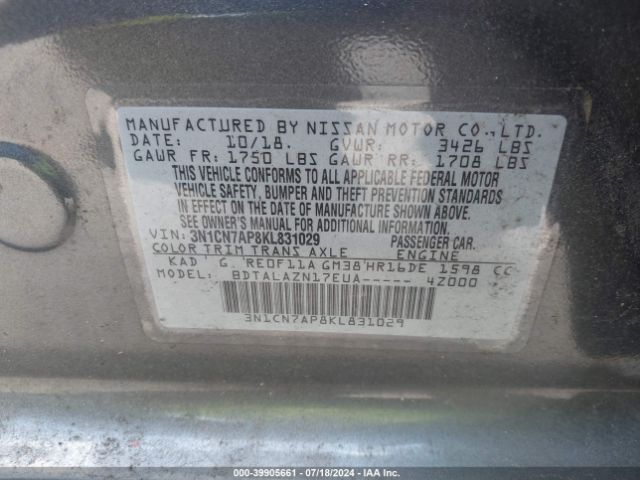 MANUFACTURED BY NISSAN MOTOR CO.,LTD.
DATE: 10/18. GVWR: 3426 LBS
GAWR FR: 1750 LBS GAWR RR: 1708 LBS
THIS VEHICLE CONFORMS TO ALL APPLICABLE FEDERAL MOTOR
VEHICLE SAFETY, BUMPER AND THEFT PREVENTION STANDARDS
IN EFFECT ON THE DATE OF MANUFACTURE SHOWN ABOVE.
SEE OWNER'S MANUAL FOR ADDITIONAL INFORMATION.
VIN: 3N1CN7AP8KL831029 PASSENGER CAR.
COLOR TRIM TRANS AXLE ENGINE
KAD G RE0F11A GM38 HR16DE 1598 CC
MODEL: BDTALAZN17EUA----- 4Z000
3N1CN7AP8KL831029
000-39905661 - 07/18/2024 - IAA Inc.